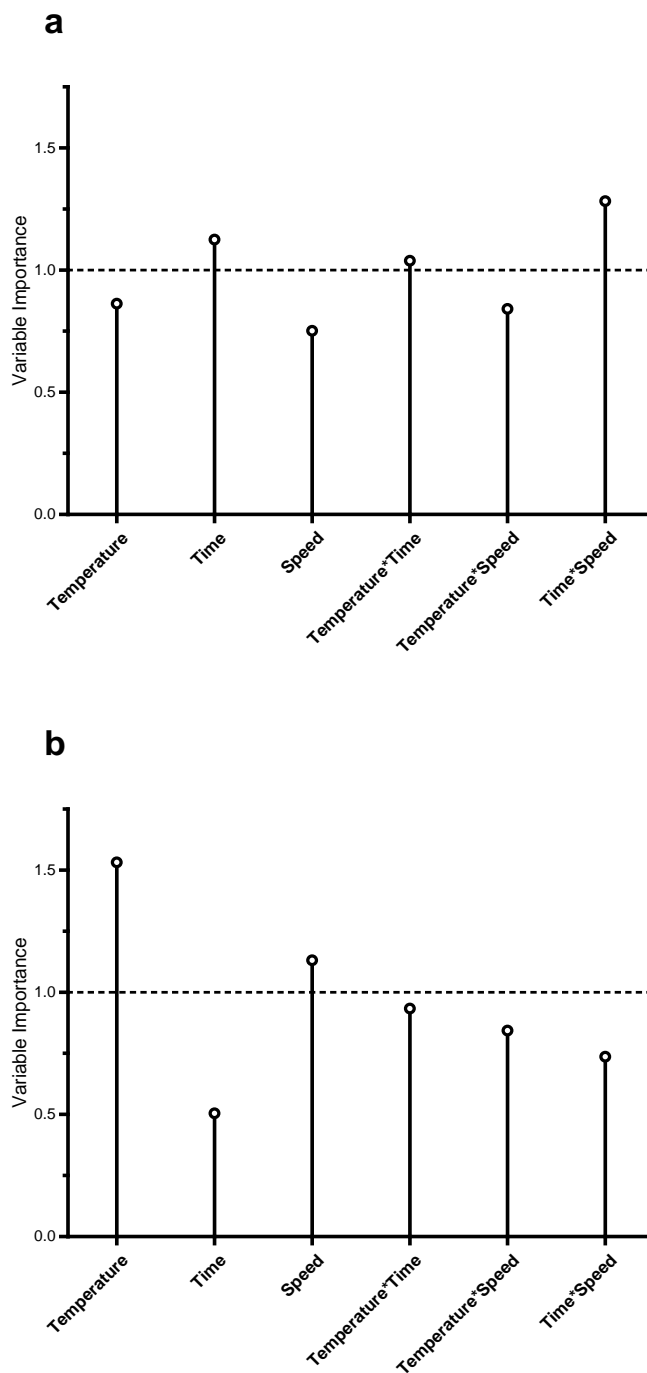 a
Variable Importance
1.5
1.0
0.5
0.0
Temperature
Time
Speed
Temperature*Time
Temperature*Speed
Time*Speed
b
Variable Importance
1.5
1.0
0.5
0.0
Temperature
Time
Speed
Temperature*Time
Temperature*Speed
Time*Speed